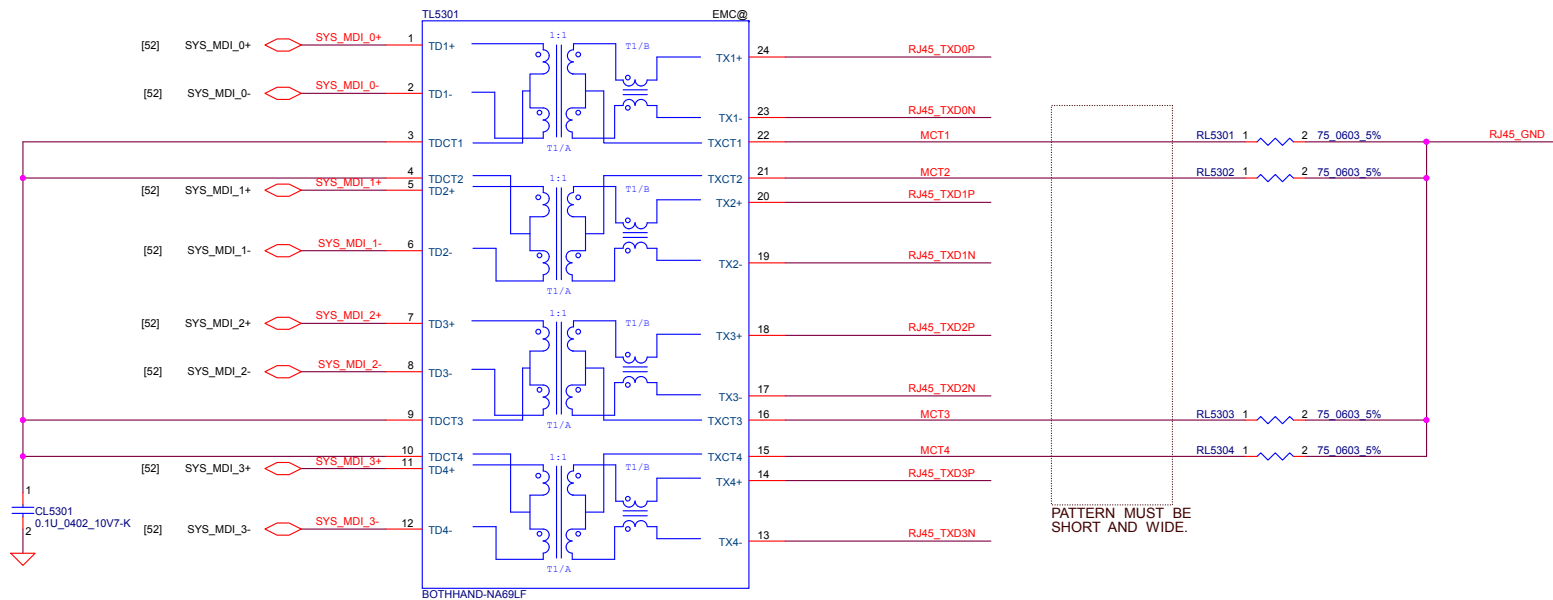 TL5301 EMC@
[52] SYS_MDI_0+ SYS_MDI_0+ 1 TD1+ 1:1 T1/B TX1+ 24 RJ45_TXD0P
[52] SYS_MDI_0- SYS_MDI_0- 2 TD1- TX1- 23 RJ45_TXD0N
3 TDCT1 T1/A TXCT1 22 MCT1 RL5301 1 2 75_0603_5% RJ45_GND
4 TDCT2 1:1 T1/B TXCT2 21 MCT2 RL5302 1 2 75_0603_5%
[52] SYS_MDI_1+ SYS_MDI_1+ 5 TD2+ TX2+ 20 RJ45_TXD1P
[52] SYS_MDI_1- SYS_MDI_1- 6 TD2- TX2- 19 RJ45_TXD1N
T1/A
[52] SYS_MDI_2+ SYS_MDI_2+ 7 TD3+ 1:1 T1/B TX3+ 18 RJ45_TXD2P
[52] SYS_MDI_2- SYS_MDI_2- 8 TD3- TX3- 17 RJ45_TXD2N
9 TDCT3 T1/A TXCT3 16 MCT3 RL5303 1 2 75_0603_5%
10 TDCT4 1:1 T1/B TXCT4 15 MCT4 RL5304 1 2 75_0603_5%
[52] SYS_MDI_3+ SYS_MDI_3+ 11 TD4+ TX4+ 14 RJ45_TXD3P
1
CL5301
0.1U_0402_10V7-K
2
[52] SYS_MDI_3- SYS_MDI_3- 12 TD4- TX4- 13 RJ45_TXD3N
T1/A
PATTERN MUST BE
SHORT AND WIDE.
BOTHHAND-NA69LF